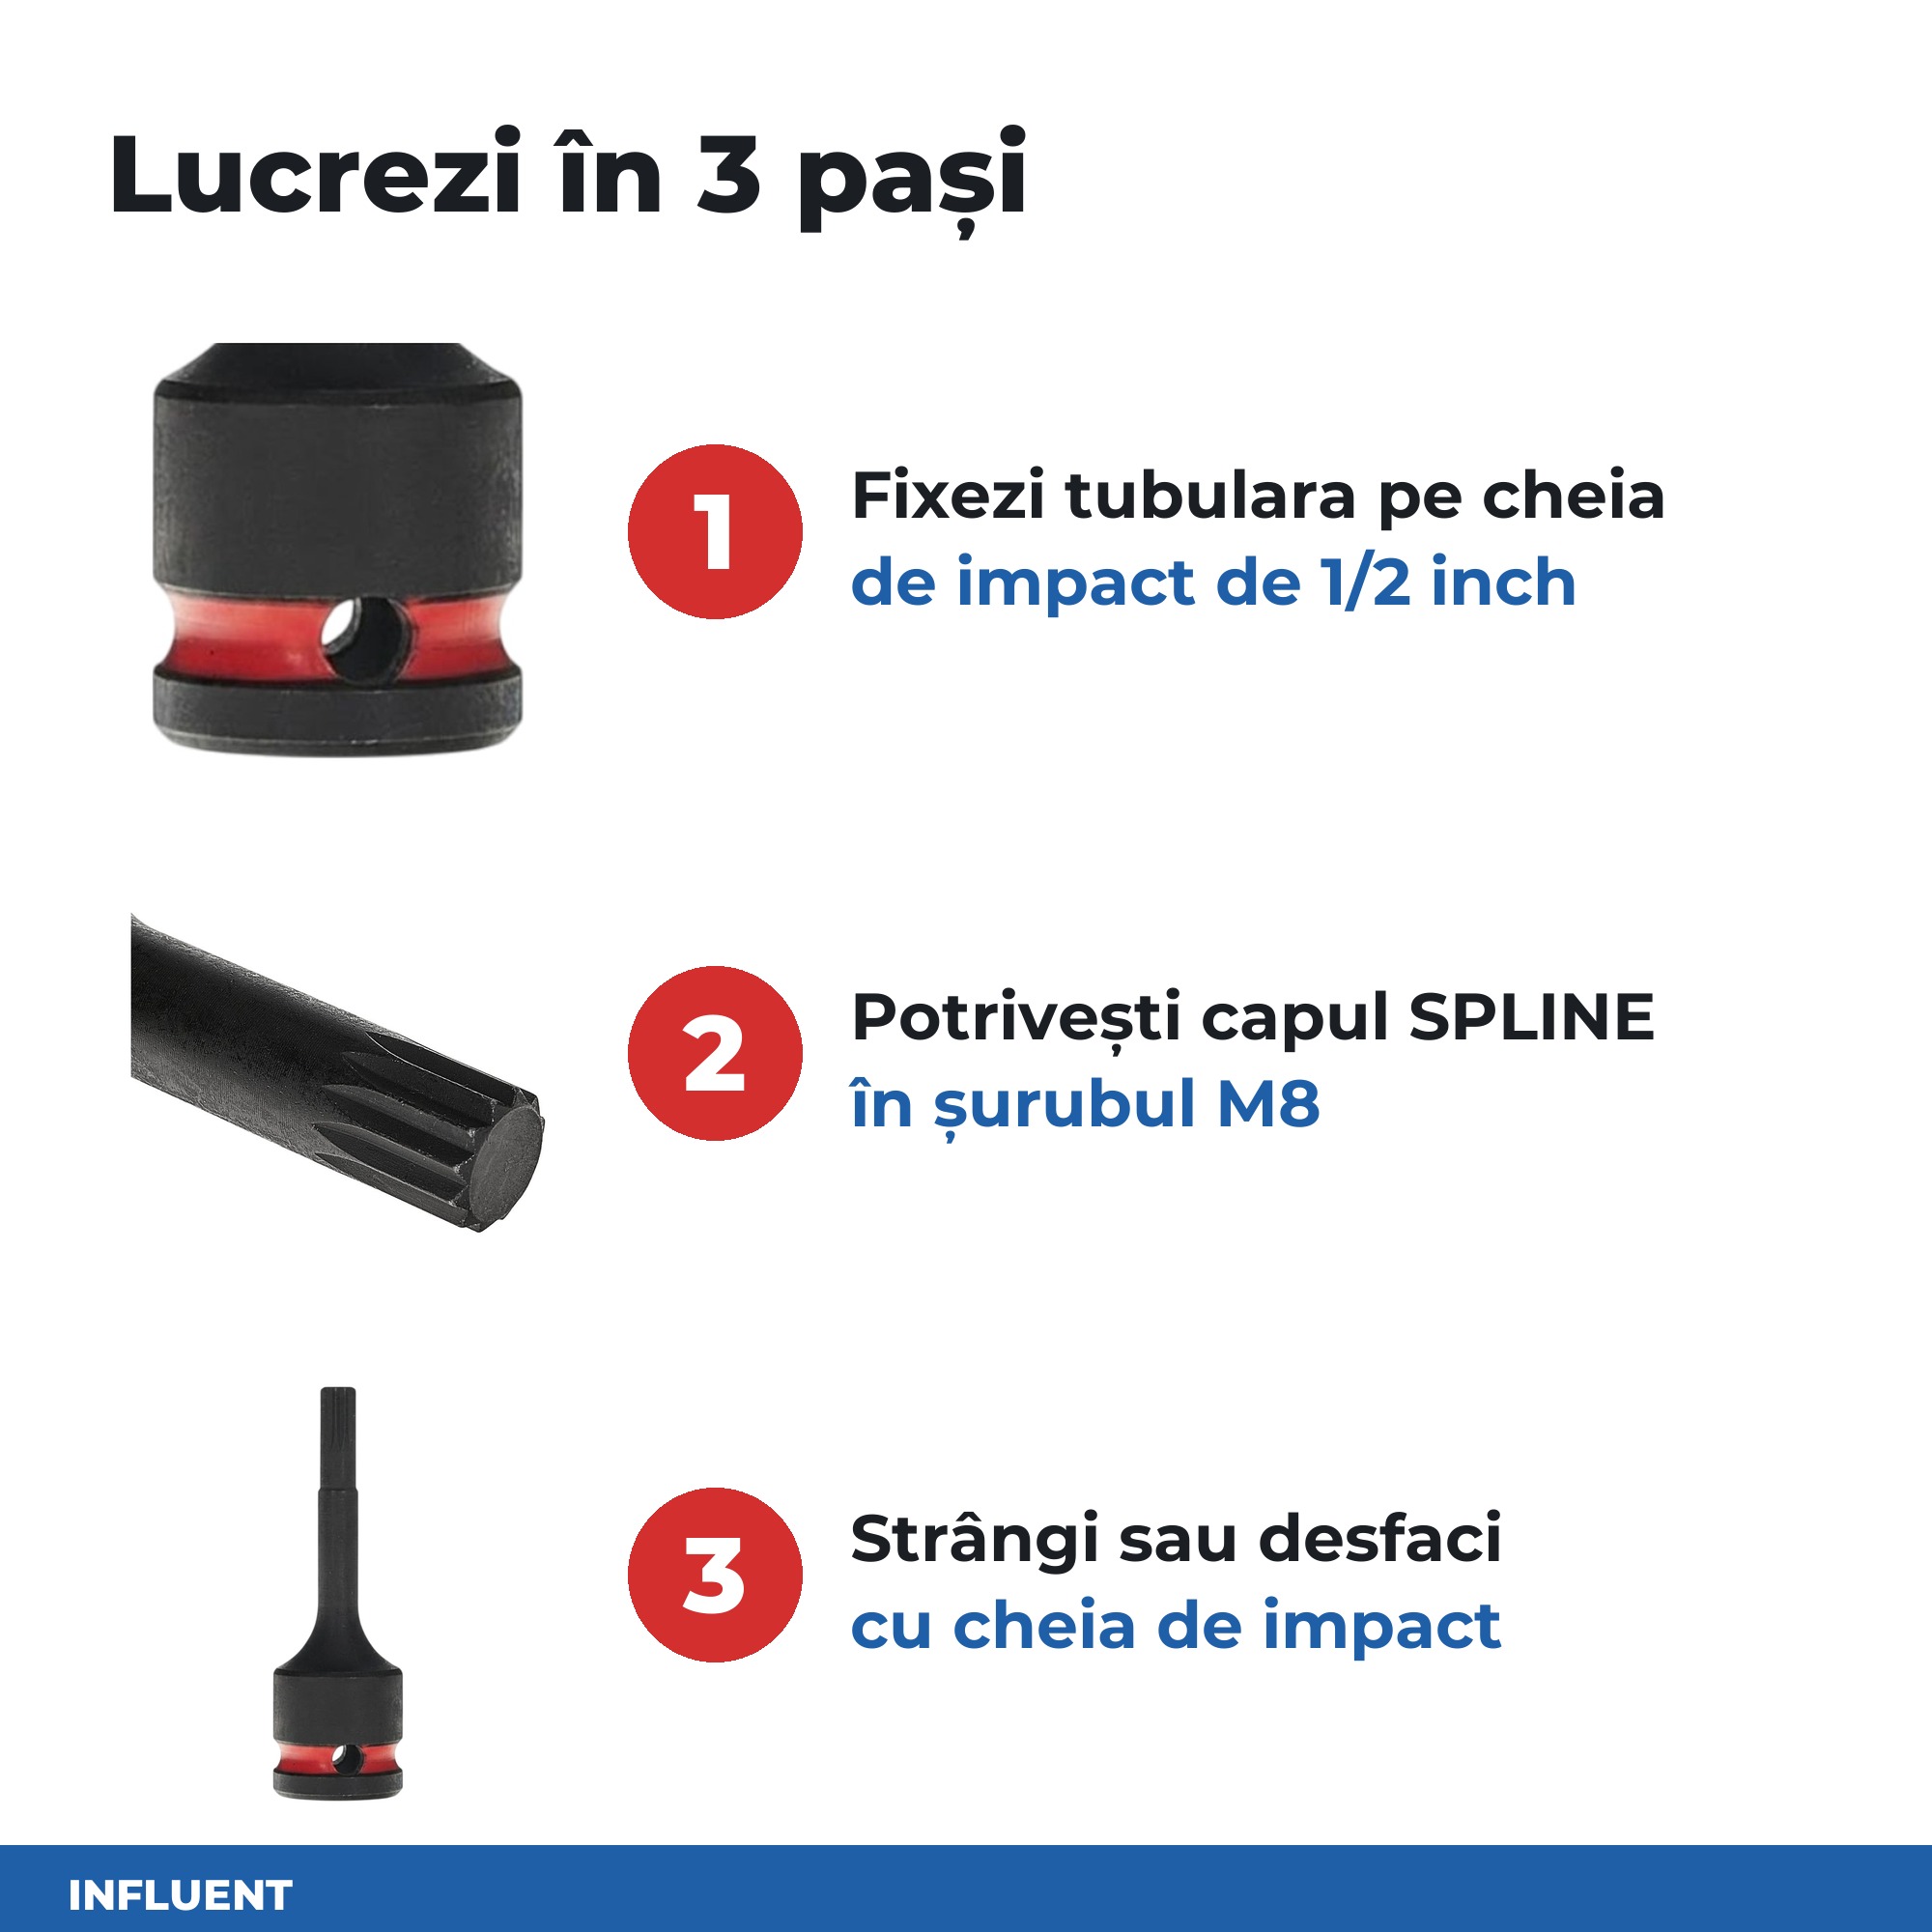 Lucrezi în 3 pași
1
Fixezi tubulara pe cheia
de impact de 1/2 inch
2
Potrivești capul SPLINE
în șurubul M8
3
Strângi sau desfaci
cu cheia de impact
INFLUENT